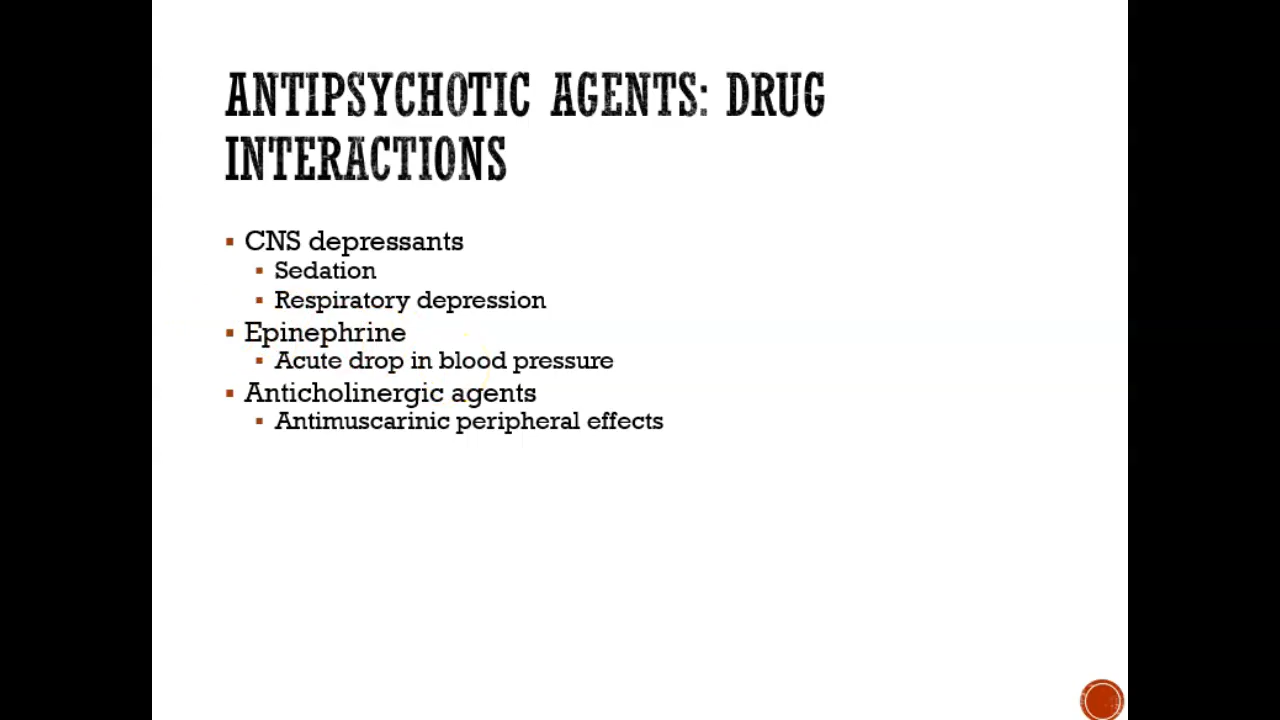 ANTIPSYCHOTIC AGENTS: DRUG
INTERACTIONS
▪ CNS depressants
▪ Sedation
▪ Respiratory depression
▪ Epinephrine
▪ Acute drop in blood pressure
▪ Anticholinergic agents
▪ Antimuscarinic peripheral effects